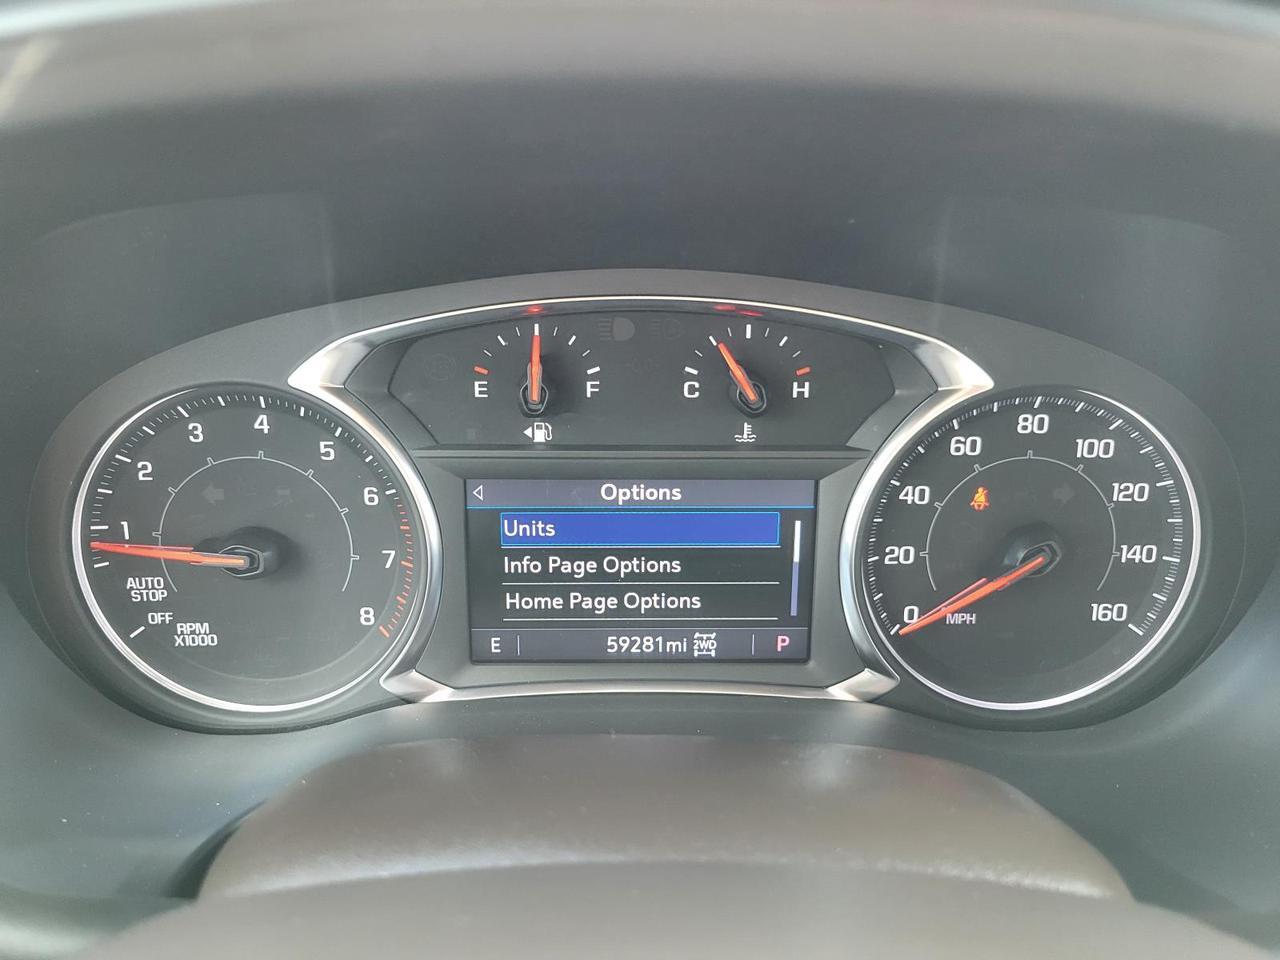 E
F
C
H
1
2
3
4
5
6
7
8
AUTO
STOP
OFF
RPM
X1000
Options
Units
Info Page Options
Home Page Options
E
59281mi
2WD
P
0
20
40
60
80
100
120
140
160
MPH